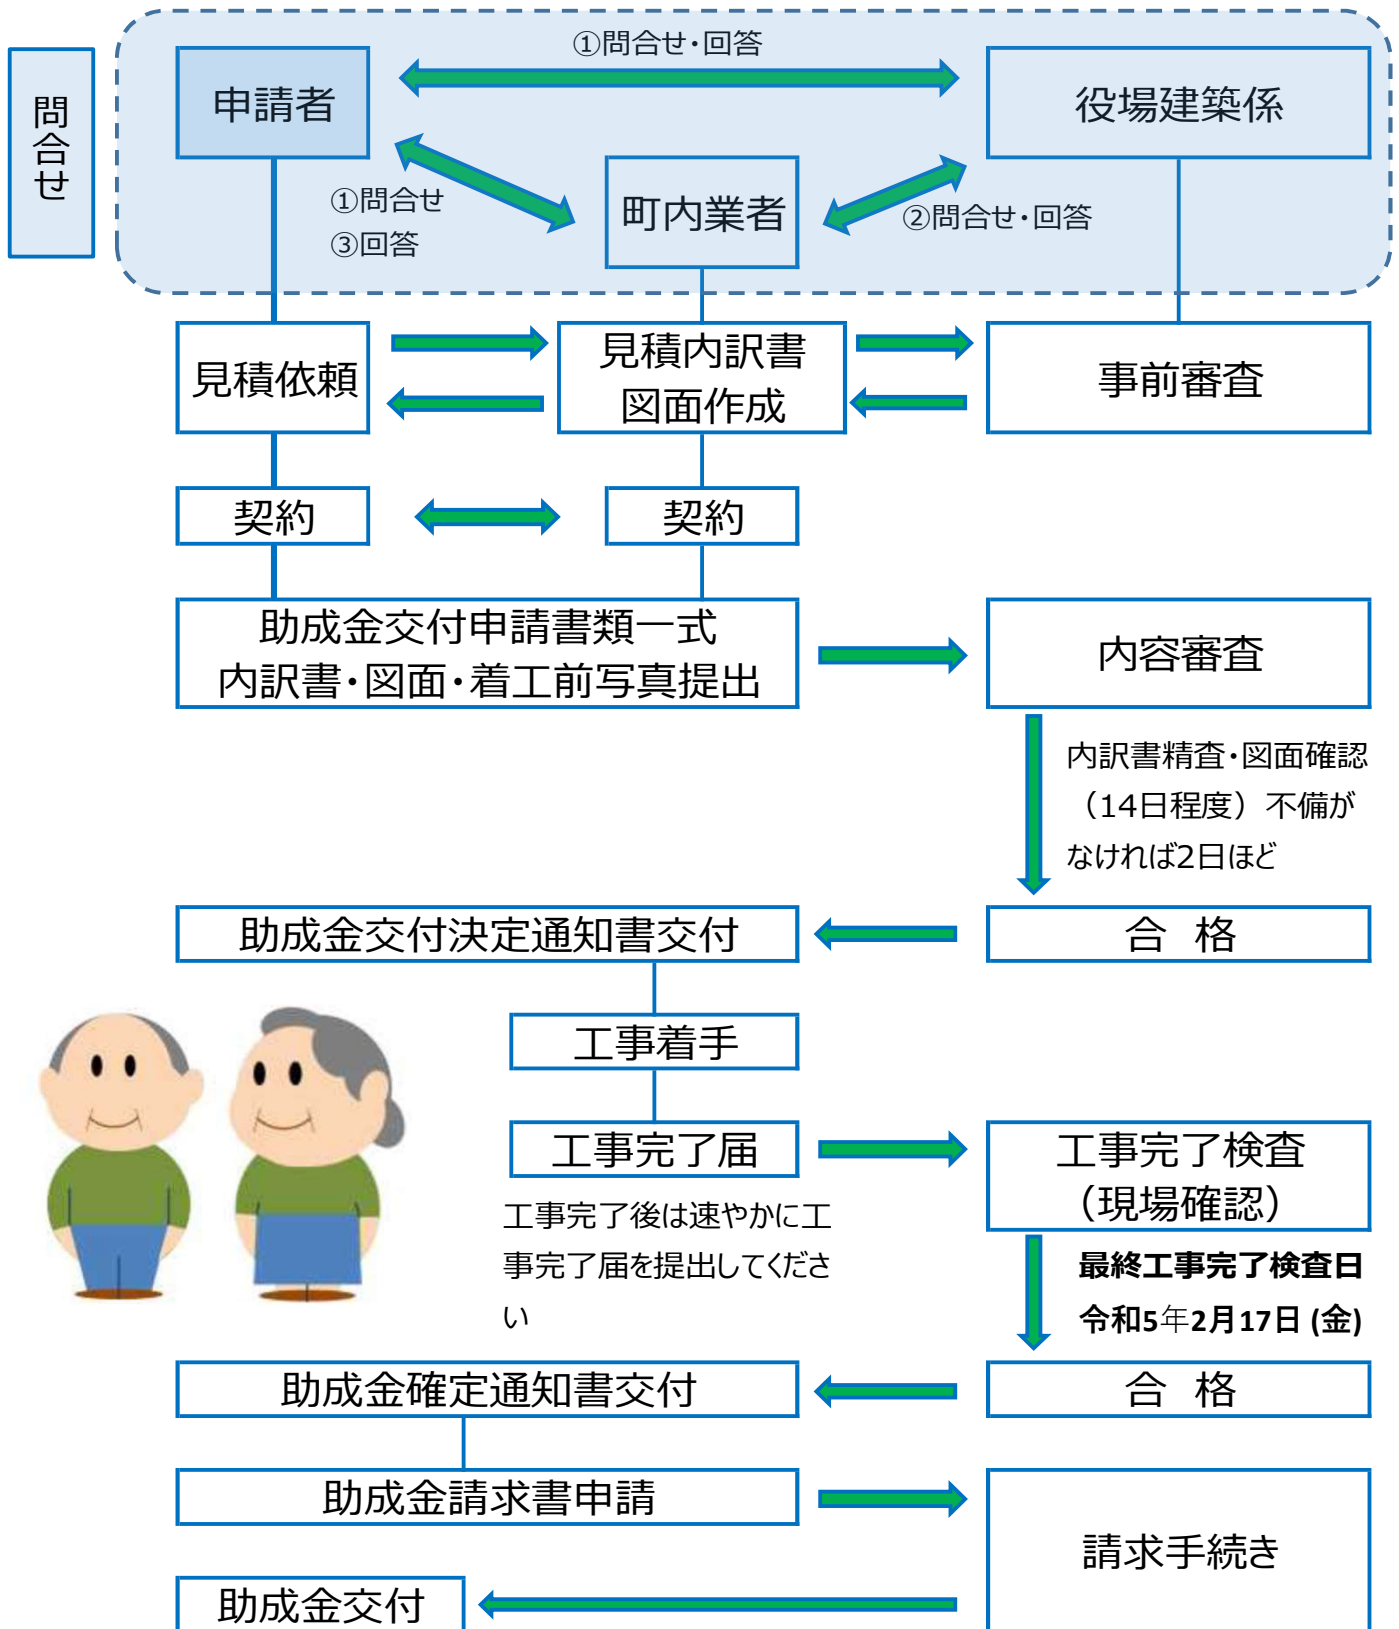 ①問合せ・回答
問合せ
申請者
役場建築係
①問合せ
③回答
町内業者
②問合せ・回答
見積依頼
見積内訳書
図面作成
事前審査
契約
契約
助成金交付申請書類一式
内訳書・図面・着工前写真提出
内容審査
内訳書精査・図面確認
（14日程度）不備が
なければ2日ほど
助成金交付決定通知書交付
合 格
工事着手
工事完了届
工事完了検査
（現場確認）
工事完了後は速やかに工
事完了届を提出してくださ
い
最終工事完了検査日
令和5年2月17日 (金)
助成金確定通知書交付
合 格
助成金請求書申請
請求手続き
助成金交付